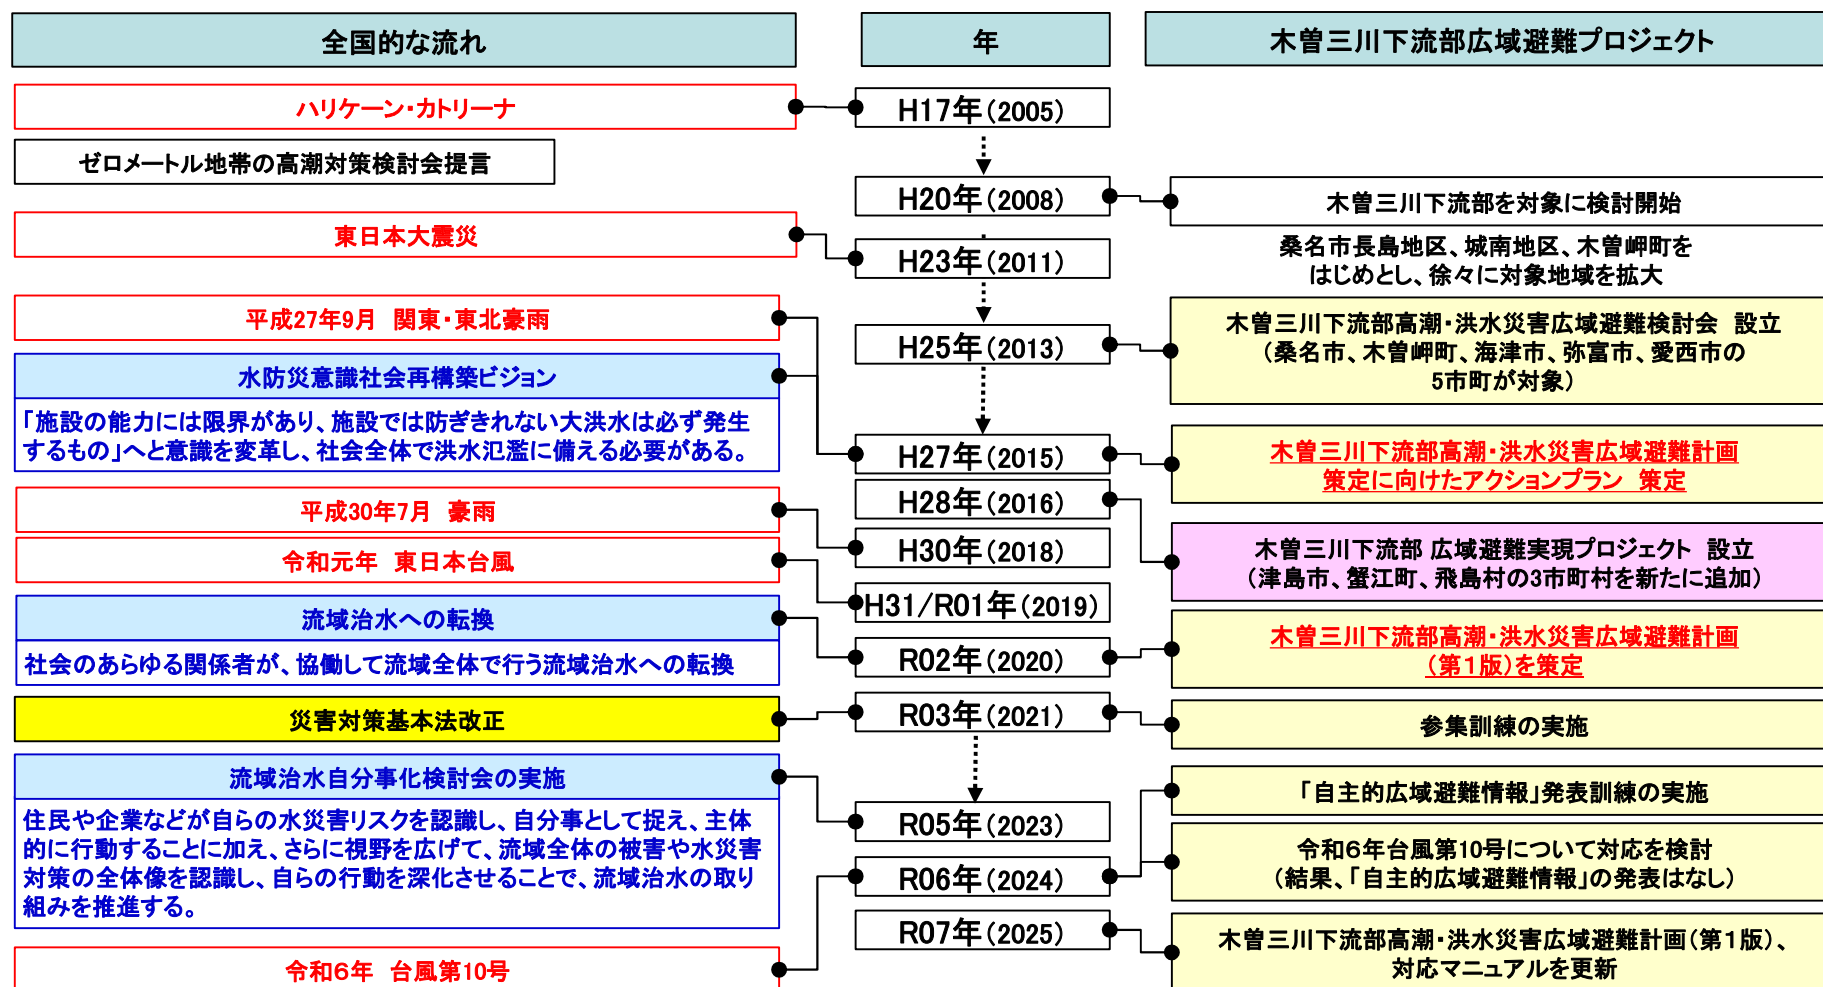 全国的な流れ
年
木曽三川下流部広域避難プロジェクト
ハリケーン・カトリーナ
ゼロメートル地帯の高潮対策検討会提言
東日本大震災
平成27年9月　関東・東北豪雨
水防災意識社会再構築ビジョン
「施設の能力には限界があり、施設では防ぎきれない大洪水は必ず発生
するもの」へと意識を変革し、社会全体で洪水氾濫に備える必要がある。
平成30年7月　豪雨
令和元年　東日本台風
流域治水への転換
社会のあらゆる関係者が、協働して流域全体で行う流域治水への転換
災害対策基本法改正
流域治水自分事化検討会の実施
住民や企業などが自らの水災害リスクを認識し、自分事として捉え、主体
的に行動することに加え、さらに視野を広げて、流域全体の被害や水災害
対策の全体像を認識し、自らの行動を深化させることで、流域治水の取り
組みを推進する。
令和６年　台風第10号
H17年（2005）
H20年（2008）
H23年（2011）
H25年（2013）
H27年（2015）
H28年（2016）
H30年（2018）
H31/R01年（2019）
R02年（2020）
R03年（2021）
R05年（2023）
R06年（2024）
R07年（2025）
木曽三川下流部を対象に検討開始
桑名市長島地区、城南地区、木曽岬町を
はじめとし、徐々に対象地域を拡大
木曽三川下流部高潮・洪水災害広域避難検討会　設立
（桑名市、木曽岬町、海津市、弥富市、愛西市の
5市町が対象）
木曽三川下流部高潮・洪水災害広域避難計画
策定に向けたアクションプラン　策定
木曽三川下流部 広域避難実現プロジェクト　設立
（津島市、蟹江町、飛島村の3市町村を新たに追加）
木曽三川下流部高潮・洪水災害広域避難計画
（第１版）を策定
参集訓練の実施
「自主的広域避難情報」発表訓練の実施
令和６年台風第10号について対応を検討
（結果、「自主的広域避難情報」の発表はなし）
木曽三川下流部高潮・洪水災害広域避難計画（第１版）、
対応マニュアルを更新